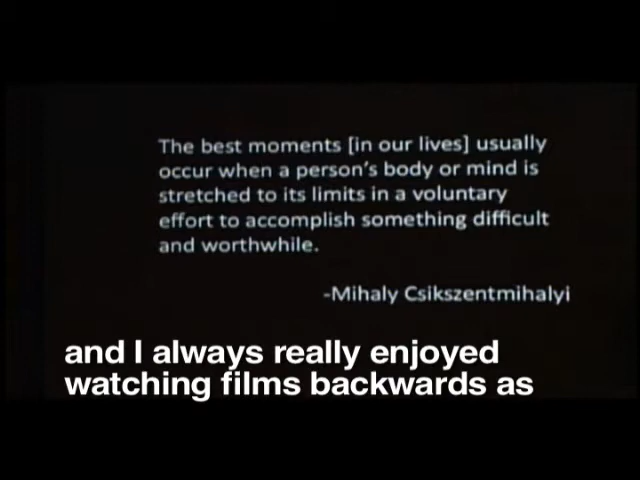 The best moments [in our lives] usually
occur when a person's body or mind is
stretched to its limits in a voluntary
effort to accomplish something difficult
and worthwhile.
-Mihaly Csikszentmihalyi
and I always really enjoyed
watching films backwards as